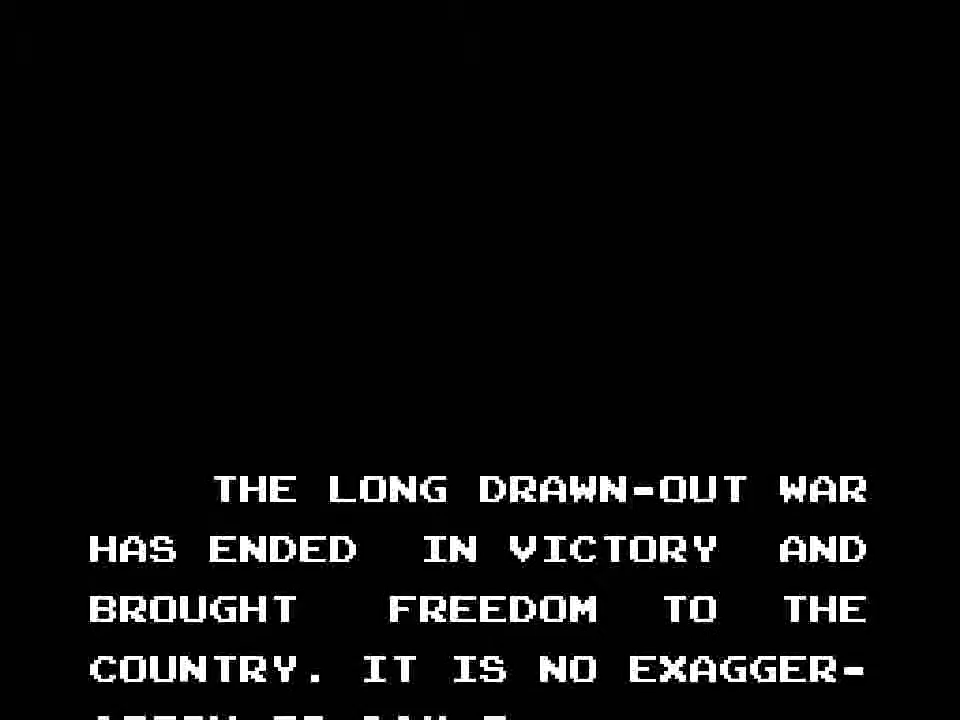 THE LONG DRAWN-OUT WAR
HAS ENDED IN VICTORY AND
BROUGHT FREEDOM TO THE
COUNTRY. IT IS NO EXAGGER-